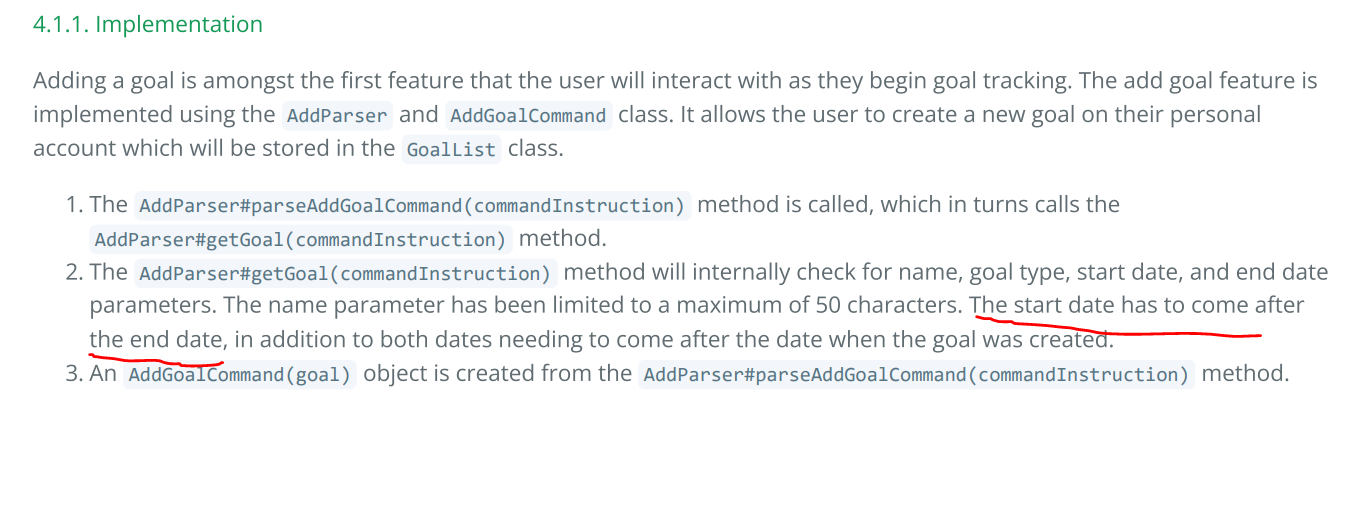 4.1.1. Implementation
Adding a goal is amongst the first feature that the user will interact with as they begin goal tracking. The add goal feature is
implemented using the AddParser and AddGoalCommand class. It allows the user to create a new goal on their personal
account which will be stored in the GoalList class.
1. The AddParser#parseAddGoalCommand(commandInstruction) method is called, which in turns calls the
AddParser#getGoal(commandInstruction) method.
2. The AddParser#getGoal(commandInstruction) method will internally check for name, goal type, start date, and end date
parameters. The name parameter has been limited to a maximum of 50 characters. The start date has to come after
the end date, in addition to both dates needing to come after the date when the goal was created.
3. An AddGoalCommand(goal) object is created from the AddParser#parseAddGoalCommand(commandInstruction) method.